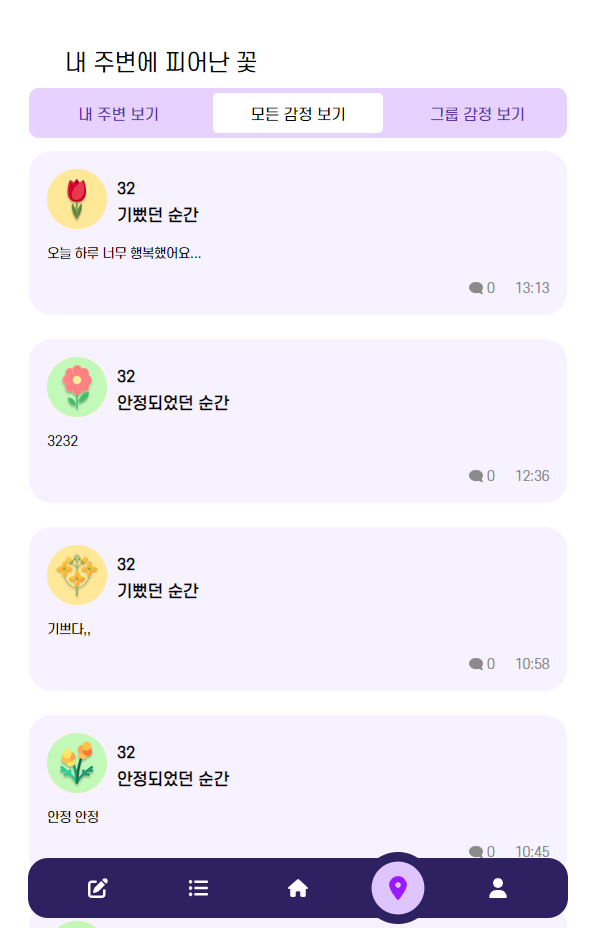 내 주변에 피어난 꽃
내 주변 보기 모든 감정 보기 그룹 감정 보기
32
기뻤던 순간
오늘 하루 너무 행복했어요...
0 13:13
32
안정되었던 순간
3232
0 12:36
32
기뻤던 순간
기쁘다,,
0 10:58
32
안정되었던 순간
안정 안정
0 10:45